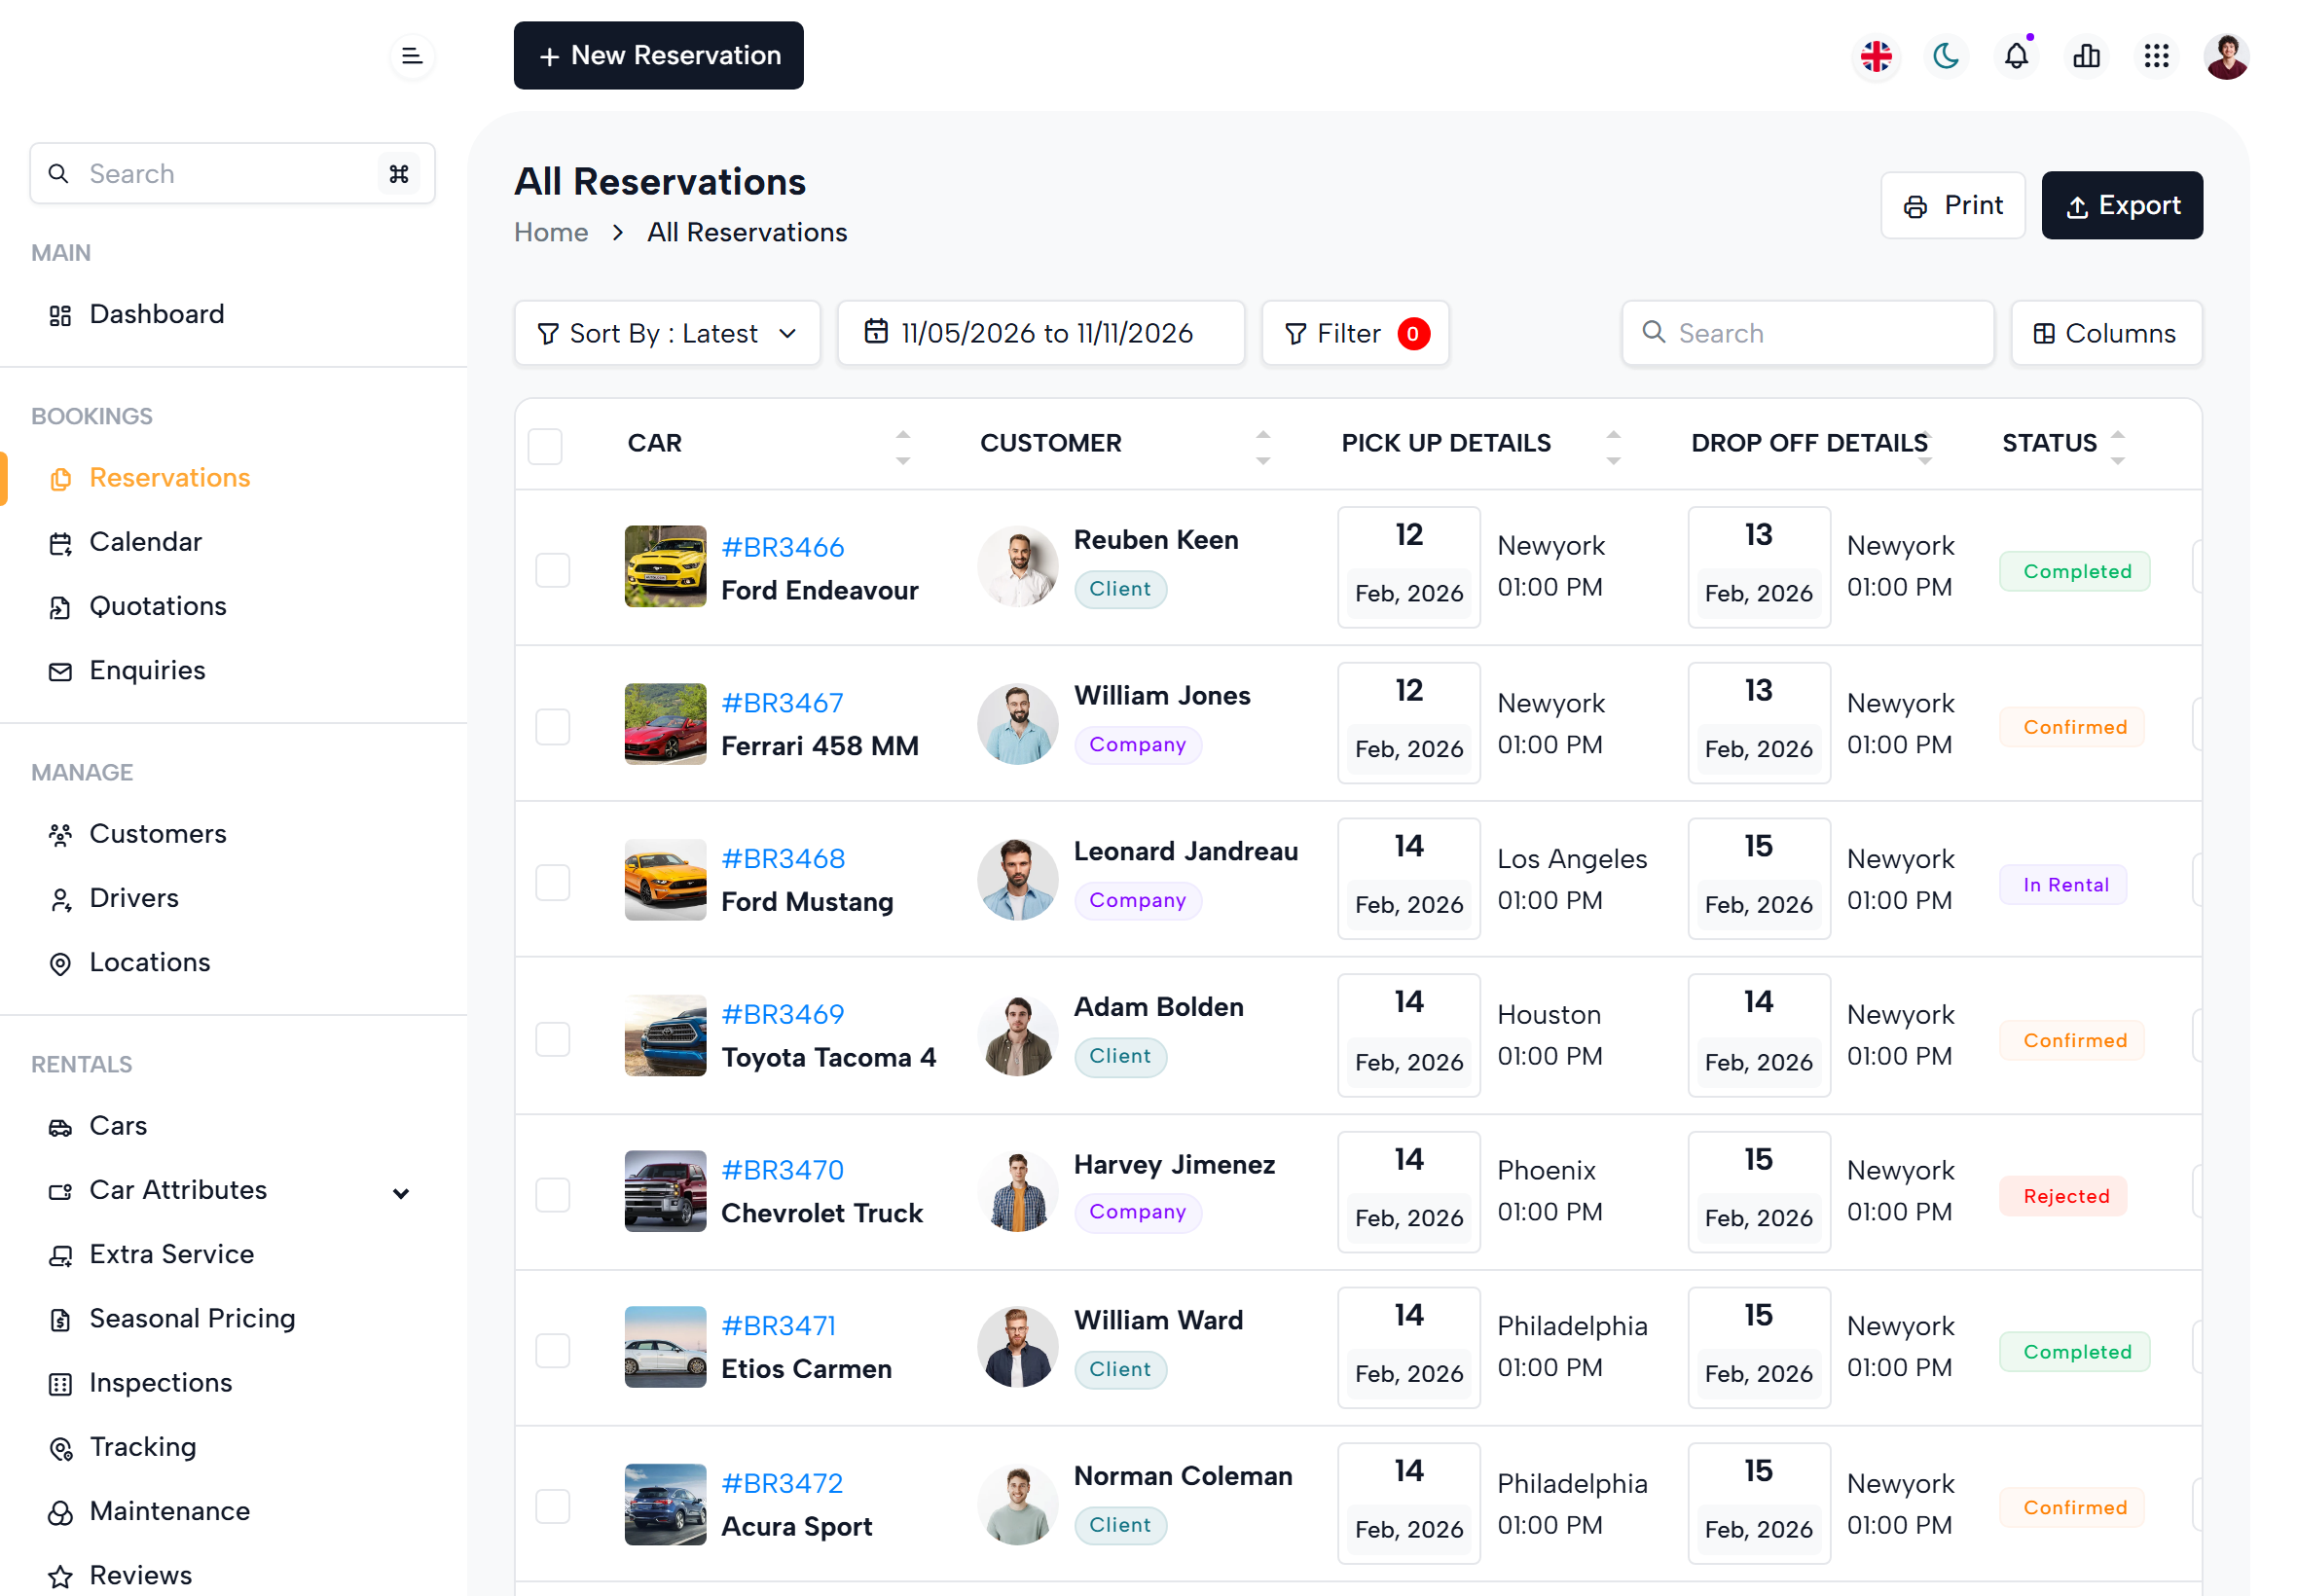 New Reservation
Search
MAIN
Dashboard
BOOKINGS
Reservations
Calendar
Quotations
Enquiries
MANAGE
Customers
Drivers
Locations
RENTALS
Cars
Car Attributes
Extra Service
Seasonal Pricing
Inspections
Tracking
Maintenance
Reviews
All Reservations
Home > All Reservations
Print
Export
Sort By : Latest
11/05/2026 to 11/11/2026
Filter 0
Search
Columns
CAR CUSTOMER PICK UP DETAILS DROP OFF DETAILS STATUS
#BR3466
Ford Endeavour
Reuben Keen
Client
12
Feb, 2026
Newyork
01:00 PM
13
Feb, 2026
Newyork
01:00 PM
Completed
#BR3467
Ferrari 458 MM
William Jones
Company
12
Feb, 2026
Newyork
01:00 PM
13
Feb, 2026
Newyork
01:00 PM
Confirmed
#BR3468
Ford Mustang
Leonard Jandreau
Company
14
Feb, 2026
Los Angeles
01:00 PM
15
Feb, 2026
Newyork
01:00 PM
In Rental
#BR3469
Toyota Tacoma 4
Adam Bolden
Client
14
Feb, 2026
Houston
01:00 PM
14
Feb, 2026
Newyork
01:00 PM
Confirmed
#BR3470
Chevrolet Truck
Harvey Jimenez
Company
14
Feb, 2026
Phoenix
01:00 PM
15
Feb, 2026
Newyork
01:00 PM
Rejected
#BR3471
Etios Carmen
William Ward
Client
14
Feb, 2026
Philadelphia
01:00 PM
15
Feb, 2026
Newyork
01:00 PM
Completed
#BR3472
Acura Sport
Norman Coleman
Client
14
Feb, 2026
Philadelphia
01:00 PM
15
Feb, 2026
Newyork
01:00 PM
Confirmed